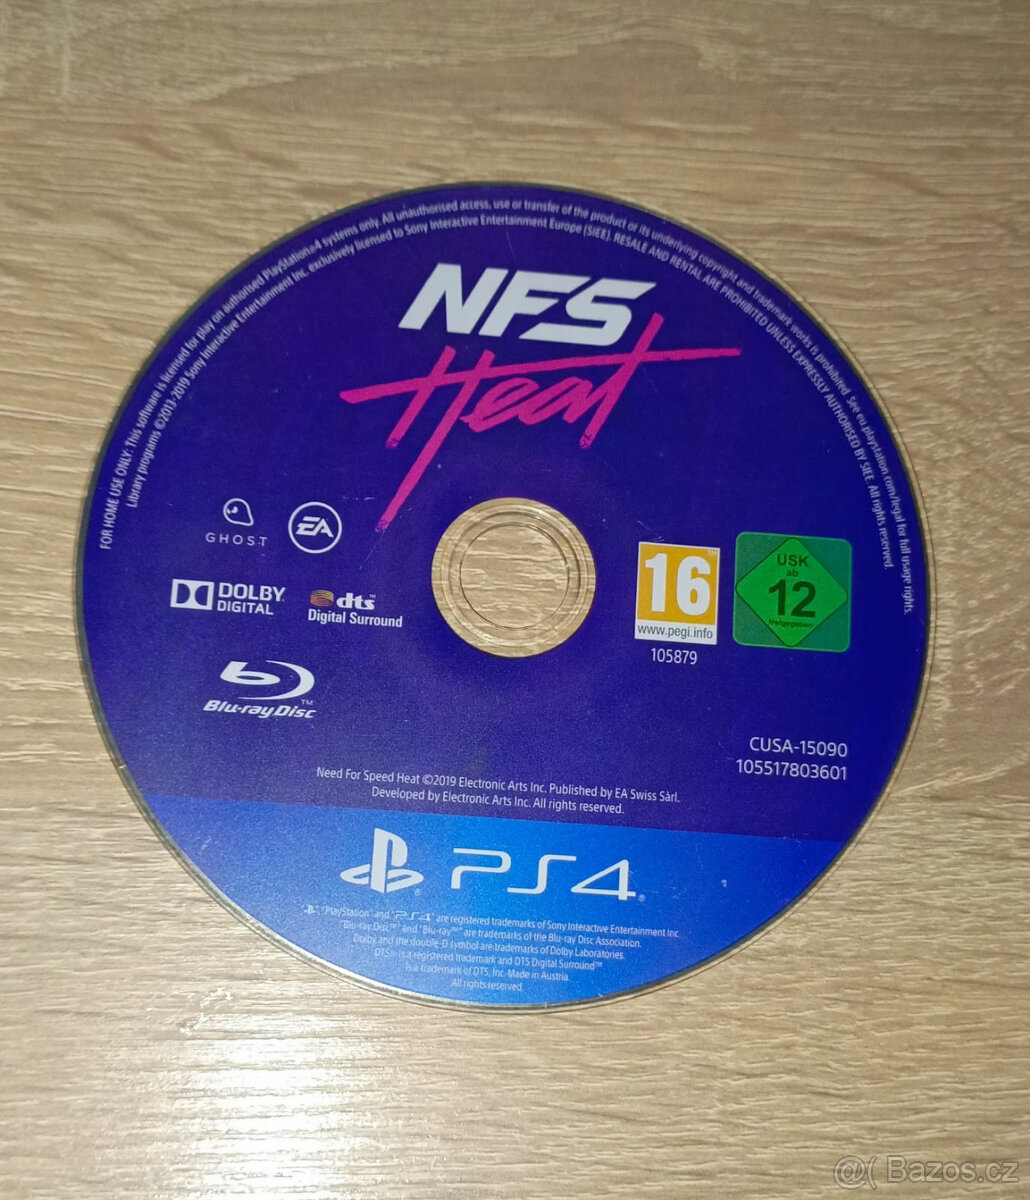 FOR HOME USE ONLY: This software is licensed for play on authorised PlayStation®4 systems only. All unauthorised access, use or transfer of the product or its underlying copyright and trademark works is prohibited. See eu.playstation.com/legal for full usage rights.
Library programs ©2013-2019 Sony Interactive Entertainment Inc. exclusively licensed to Sony Interactive Entertainment Europe (SIEE). RESALE AND RENTAL ARE PROHIBITED UNLESS EXPRESSLY AUTHORISED BY SIEE. All rights reserved.
NFS
Heat
GHOST
EA
DOLBY
DIGITAL
dts™
Digital Surround
Blu-ray Disc™
16
www.pegi.info
105879
USK
ab
12
freigegeben
CUSA-15090
105517803601
Need For Speed Heat ©2019 Electronic Arts Inc. Published by EA Swiss Sàrl.
Developed by Electronic Arts Inc. All rights reserved.
PS4®
"PlayStation" and "PS4" are registered trademarks of Sony Interactive Entertainment Inc.
"Blu-ray Disc™" and "Blu-ray™" are trademarks of the Blu-ray Disc Association.
Dolby and the double-D symbol are trademarks of Dolby Laboratories.
DTS® is a registered trademark and DTS Digital Surround™
is a trademark of DTS, Inc. Made in Austria.
All rights reserved.
@( Bazos.cz